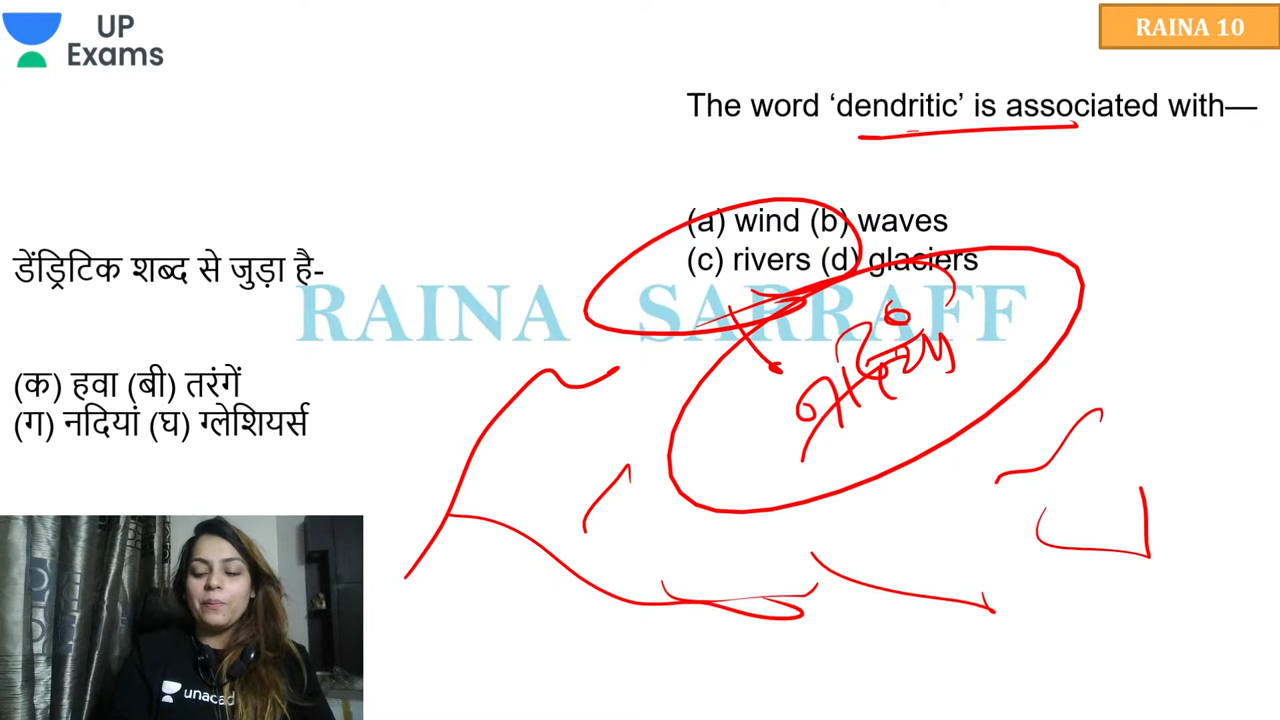 UP
Exams
RAINA 10
The word ‘dendritic’ is associated with—
(a) wind (b) waves
(c) rivers (d) glaciers
डेंड्रिटिक शब्द से जुड़ा है-
RAINA SARRAFF
(क) हवा (बी) तरंगें
(ग) नदियां (घ) ग्लेशियर्स
unacad